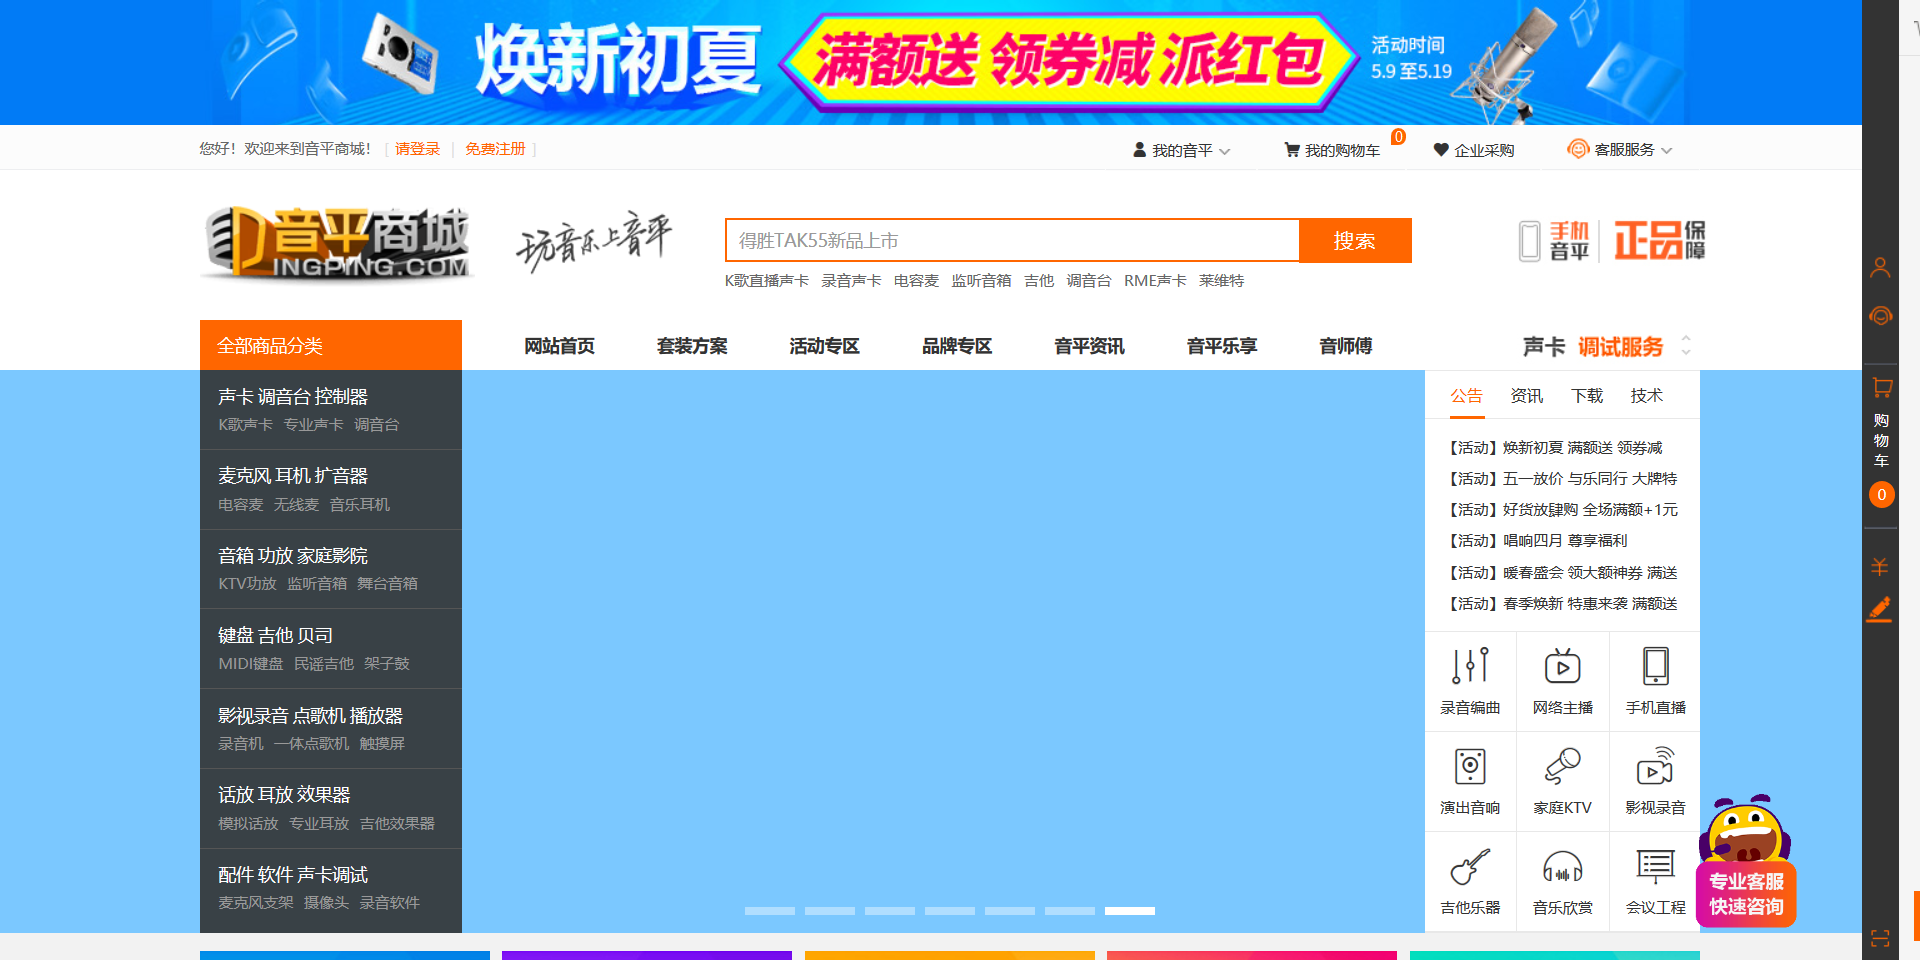 焕新初夏 满额送 领券减 派红包
活动时间
5.9 至5.19
您好！欢迎来到音平商城！ [ 请登录 | 免费注册 ]
我的音平 我的购物车 0 企业采购 客服服务
音平商城
INGPING.COM
玩音乐上音平
得胜TAK55新品上市 搜索
手机音平 正品保障
K歌直播声卡 录音声卡 电容麦 监听音箱 吉他 调音台 RME声卡 莱维特
全部商品分类 网站首页 套装方案 活动专区 品牌专区 音平资讯 音平乐享 音师傅 声卡 调试服务
声卡 调音台 控制器
K歌声卡 专业声卡 调音台
麦克风 耳机 扩音器
电容麦 无线麦 音乐耳机
音箱 功放 家庭影院
KTV功放 监听音箱 舞台音箱
键盘 吉他 贝司
MIDI键盘 民谣吉他 架子鼓
影视录音 点歌机 播放器
录音机 一体点歌机 触摸屏
话放 耳放 效果器
模拟话放 专业耳放 吉他效果器
配件 软件 声卡调试
麦克风支架 摄像头 录音软件
公告 资讯 下载 技术
【活动】焕新初夏 满额送 领券减
【活动】五一放价 与乐同行 大牌特
【活动】好货放肆购 全场满额+1元
【活动】唱响四月 尊享福利
【活动】暖春盛会 领大额神券 满送
【活动】春季焕新 特惠来袭 满额送
录音编曲 网络主播 手机直播
演出音响 家庭KTV 影视录音
吉他乐器 音乐欣赏 会议工程
专业客服
快速咨询
购物车
0